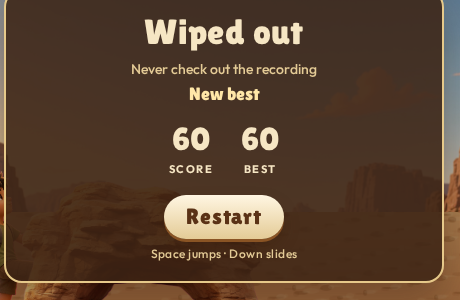 Wiped out
Never check out the recording
New best
60 60
SCORE BEST
Restart
Space jumps · Down slides